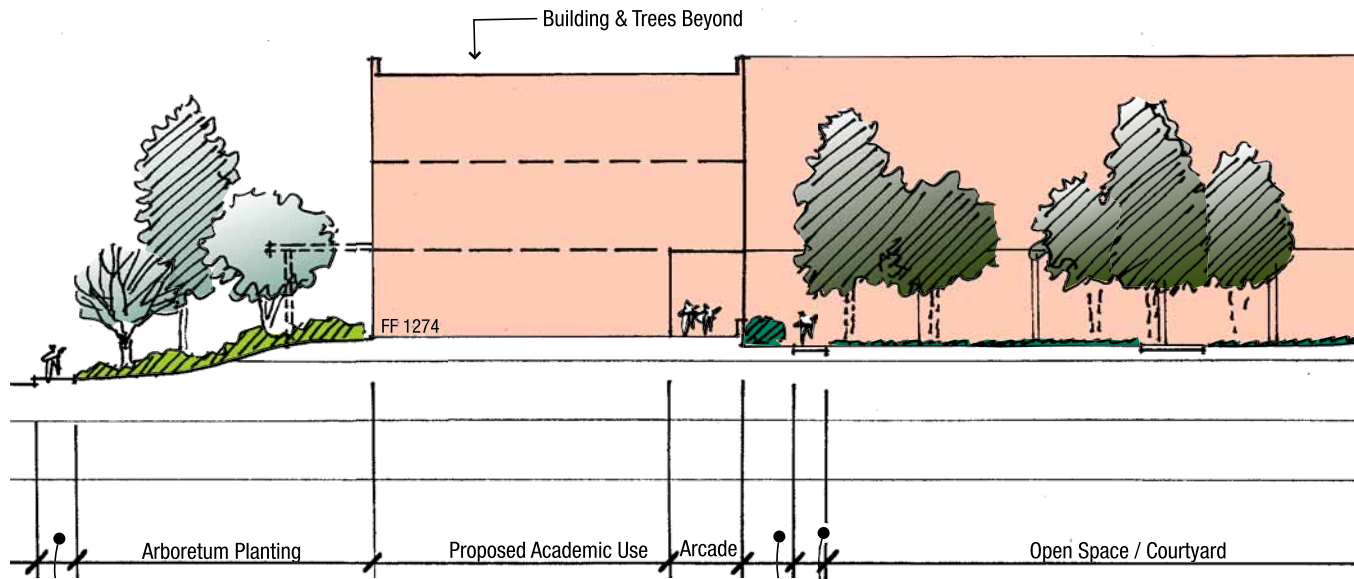 Building & Trees Beyond
FF 1274
Arboretum Planting
Proposed Academic Use
Arcade
Open Space / Courtyard